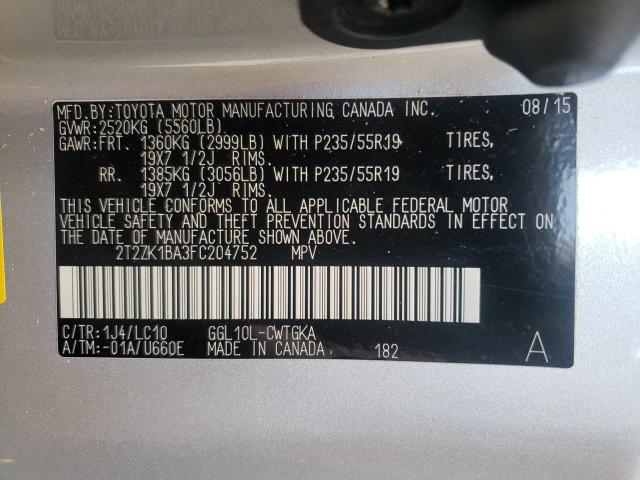 MFD.BY:TOYOTA MOTOR MANUFACTURING CANADA INC. 08/15
GVWR:2520KG (5560LB)
GAWR:FRT. 1360KG (2999LB) WITH P235/55R19 TIRES,
19X7 1/2J RIMS.
RR. 1385KG (3056LB) WITH P235/55R19 TIRES,
19X7 1/2J RIMS.
THIS VEHICLE CONFORMS TO ALL APPLICABLE FEDERAL MOTOR
VEHICLE SAFETY AND THEFT PREVENTION STANDARDS IN EFFECT ON
THE DATE OF MANUFACTURE SHOWN ABOVE.
2T2ZK1BA3FC204752 MPV
C/TR:1J4/LC10 GGL10L-CWTGKA
A/TM:-01A/U660E MADE IN CANADA 182 A